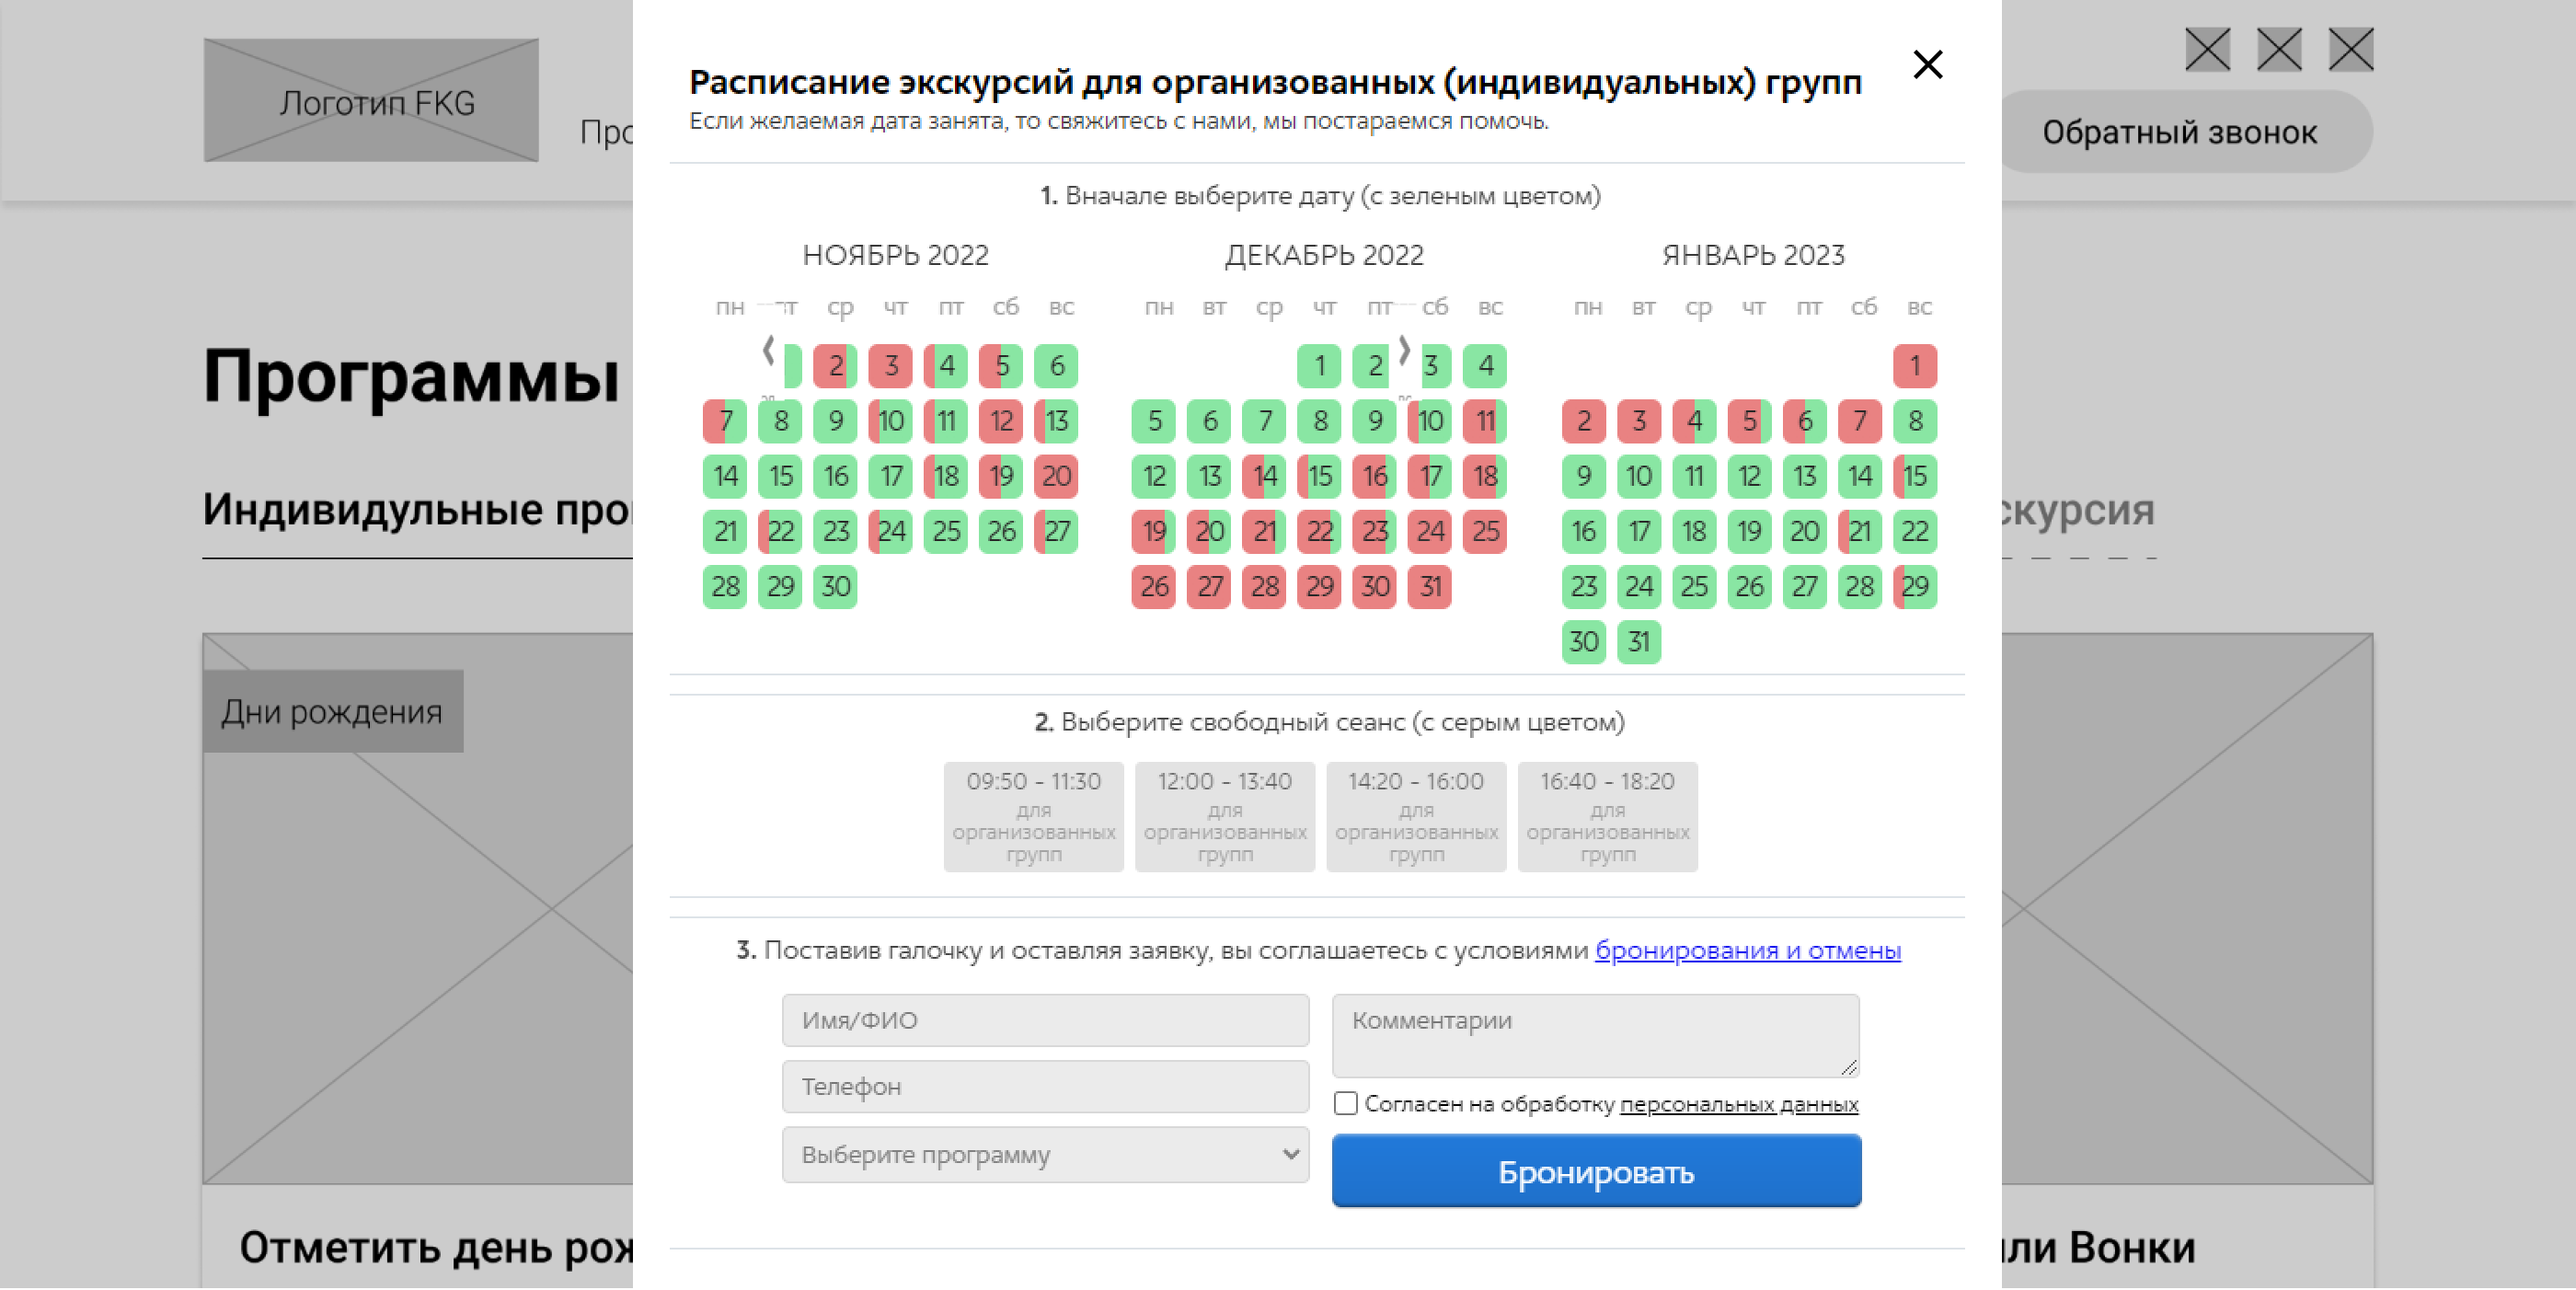 Логотип FKG
Обратный звонок
Программы
Дни рождения
Расписание экскурсий для организованных (индивидуальных) групп
Если желаемая дата занята, то свяжитесь с нами, мы постараемся помочь.
1. Вначале выберите дату (с зеленым цветом)
НОЯБРЬ 2022
пн вт ср чт пт сб вс
2 3 4 5 6
7 8 9 10 11 12 13
14 15 16 17 18 19 20
21 22 23 24 25 26 27
28 29 30
ДЕКАБРЬ 2022
пн вт ср чт пт сб вс
1 2 3 4
5 6 7 8 9 10 11
12 13 14 15 16 17 18
19 20 21 22 23 24 25
26 27 28 29 30 31
ЯНВАРЬ 2023
пн вт ср чт пт сб вс
1
2 3 4 5 6 7 8
9 10 11 12 13 14 15
16 17 18 19 20 21 22
23 24 25 26 27 28 29
30 31
2. Выберите свободный сеанс (с серым цветом)
09:50 - 11:30
для
организованных
групп
12:00 - 13:40
для
организованных
групп
14:20 - 16:00
для
организованных
групп
16:40 - 18:20
для
организованных
групп
3. Поставив галочку и оставляя заявку, вы соглашаетесь с условиями бронирования и отмены
Имя/ФИО
Телефон
Выберите программу
Комментарии
Согласен на обработку персональных данных
Бронировать
Индивидульные
Отметить день
Вонки